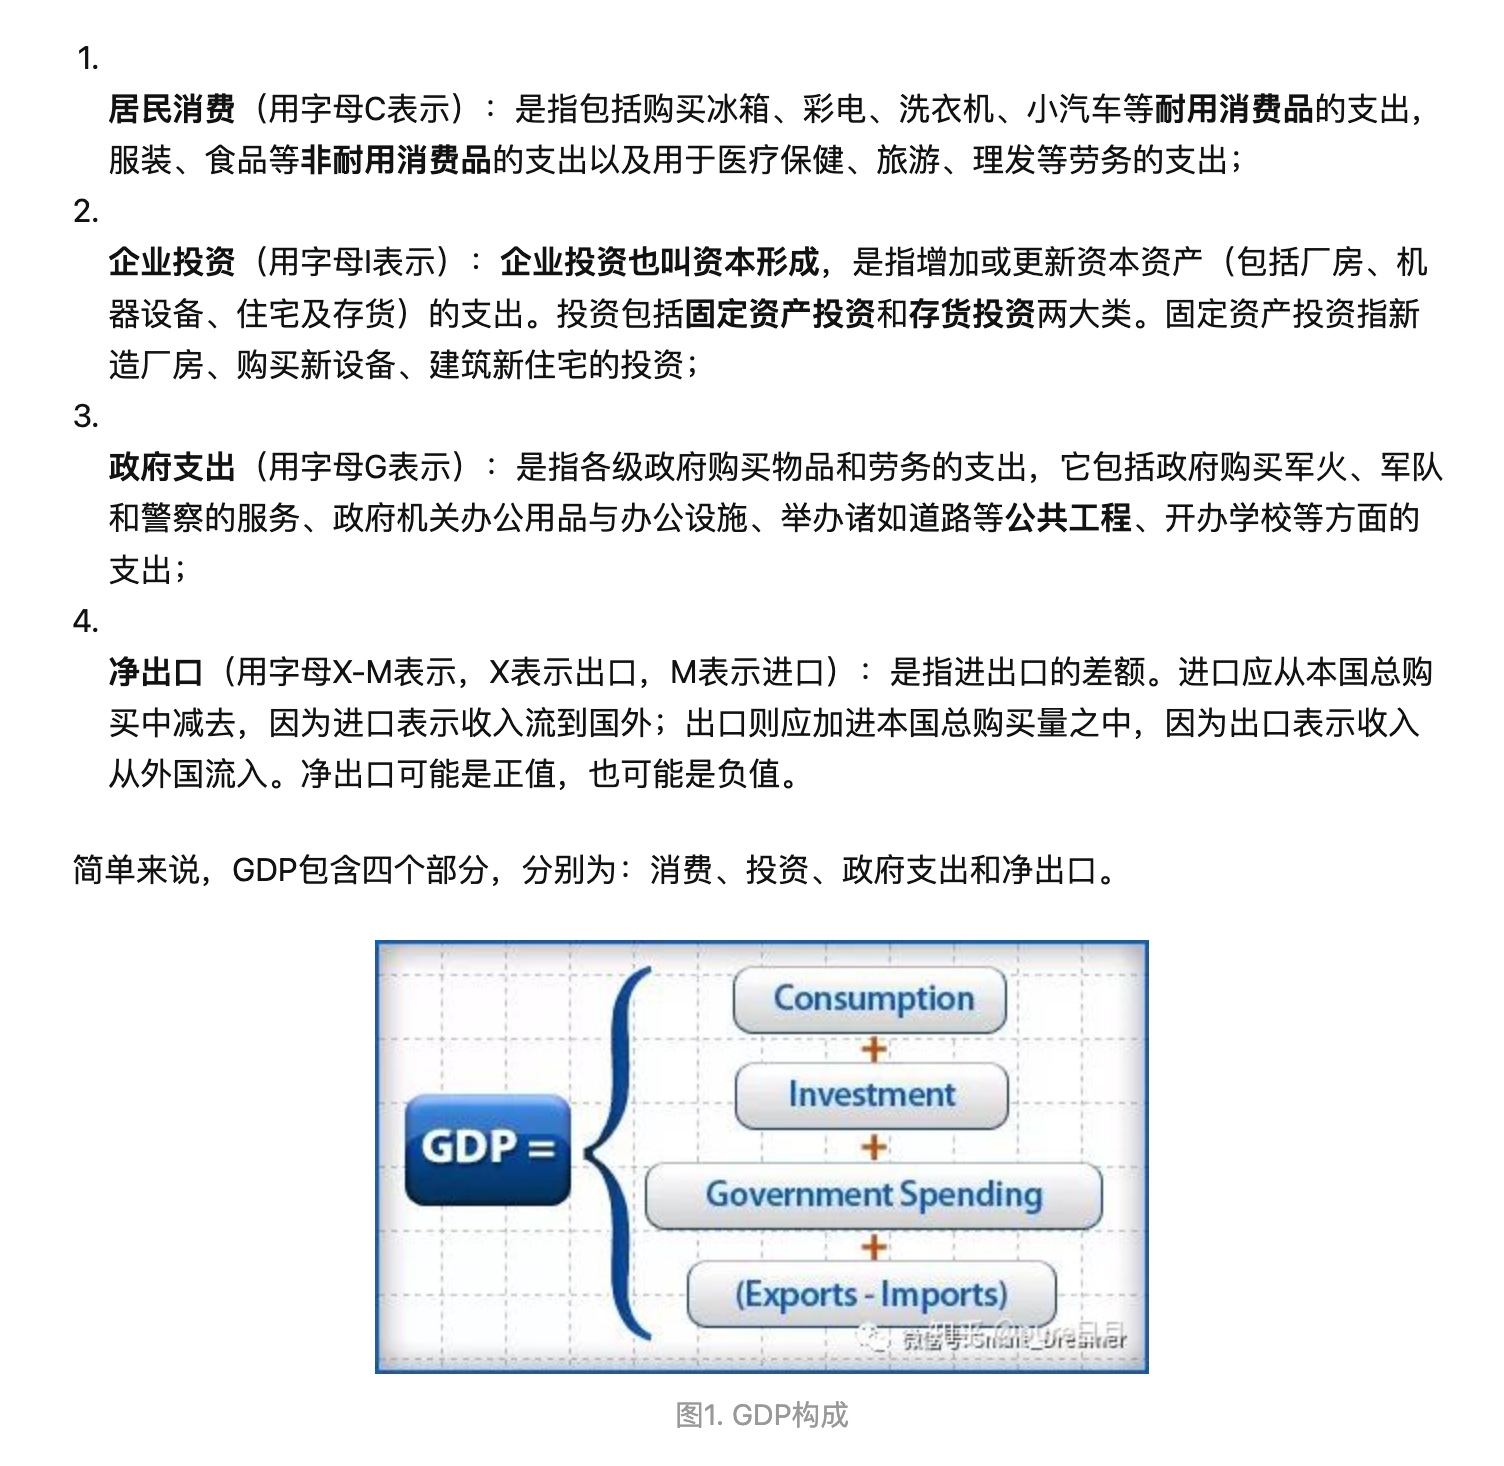 1.
居民消费（用字母C表示）：是指包括购买冰箱、彩电、洗衣机、小汽车等耐用消费品的支出，
服装、食品等非耐用消费品的支出以及用于医疗保健、旅游、理发等劳务的支出；
2.
企业投资（用字母I表示）：企业投资也叫资本形成，是指增加或更新资本资产（包括厂房、机
器设备、住宅及存货）的支出。投资包括固定资产投资和存货投资两大类。固定资产投资指新
造厂房、购买新设备、建筑新住宅的投资；
3.
政府支出（用字母G表示）：是指各级政府购买物品和劳务的支出，它包括政府购买军火、军队
和警察的服务、政府机关办公用品与办公设施、举办诸如道路等公共工程、开办学校等方面的
支出；
4.
净出口（用字母X-M表示，X表示出口，M表示进口）：是指进出口的差额。进口应从本国总购
买中减去，因为进口表示收入流到国外；出口则应加进本国总购买量之中，因为出口表示收入
从外国流入。净出口可能是正值，也可能是负值。
简单来说，GDP包含四个部分，分别为：消费、投资、政府支出和净出口。
GDP =
Consumption
+
Investment
+
Government Spending
+
(Exports - Imports)
图1. GDP构成